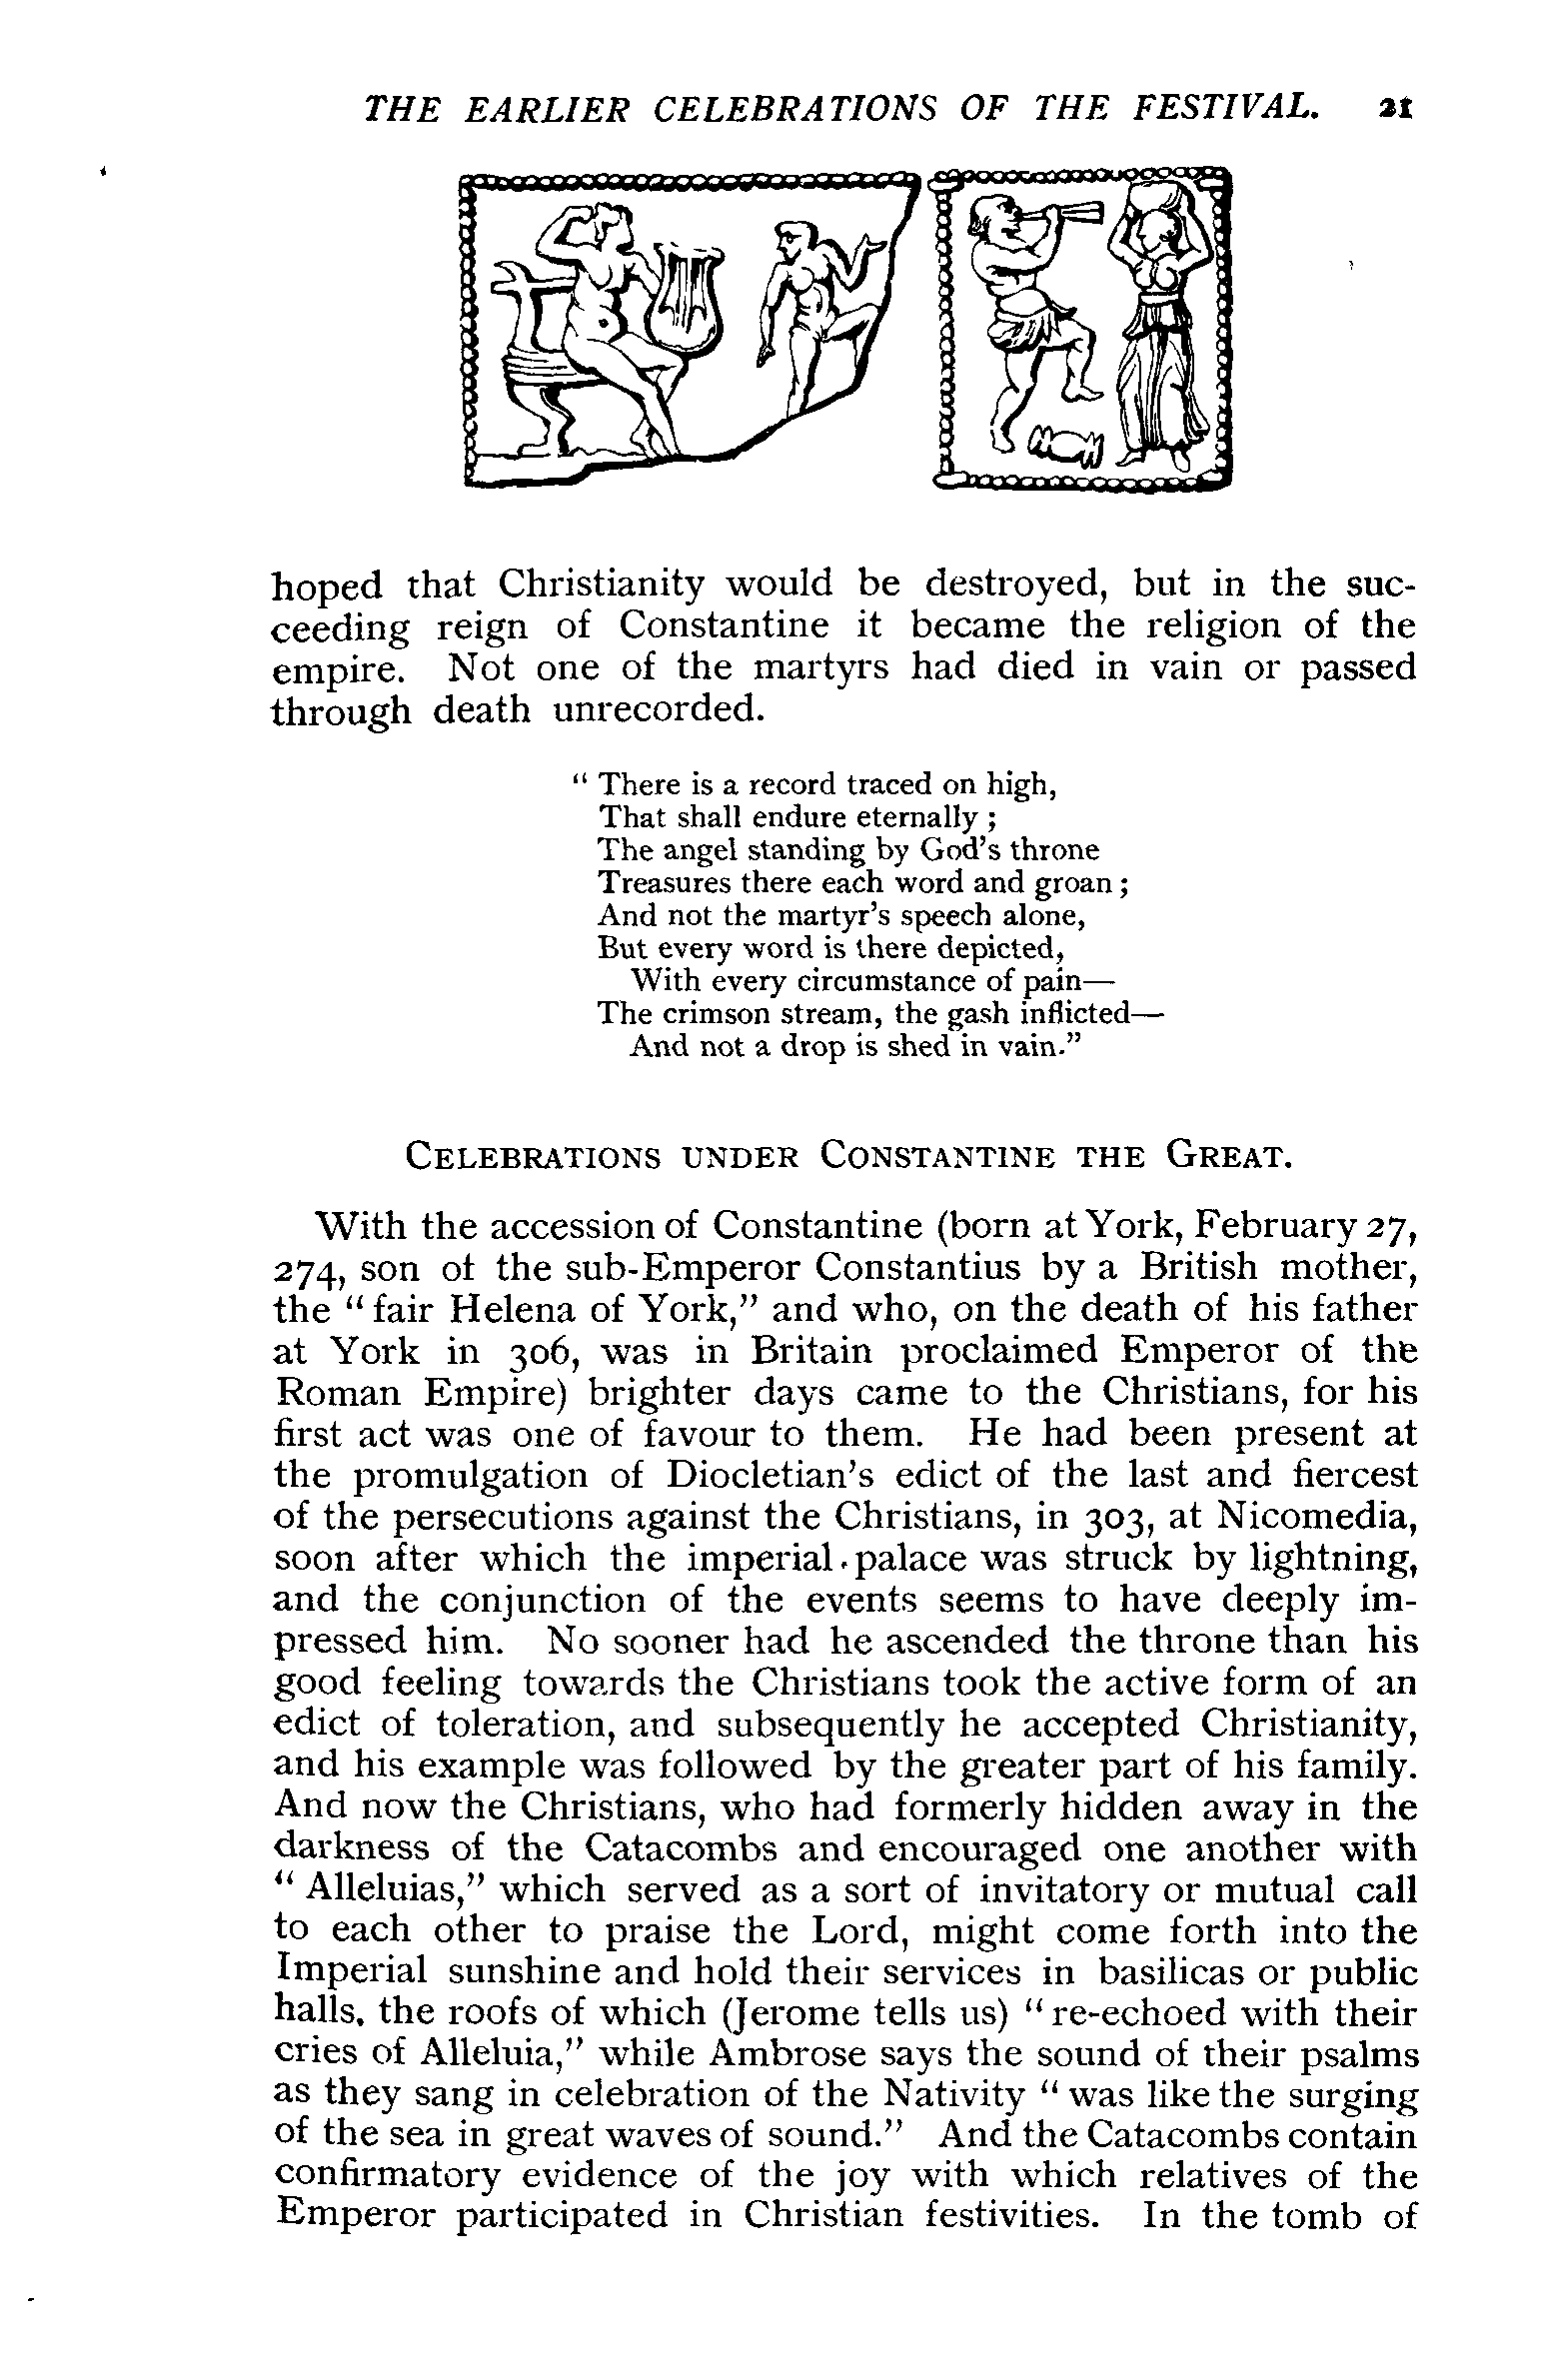 THE EARLIER CELEBRATIONS OF THE FESTIVAL. 21
hoped that Christianity would be destroyed, but in the suc-
ceeding reign of Constantine it became the religion of the
empire. Not one of the martyrs had died in vain or passed
through death unrecorded.
“ There is a record traced on high,
That shall endure eternally ;
The angel standing by God’s throne
Treasures there each word and groan ;
And not the martyr’s speech alone,
But every word is there depicted,
With every circumstance of pain—
The crimson stream, the gash inflicted—
And not a drop is shed in vain.”
CELEBRATIONS UNDER CONSTANTINE THE GREAT.
With the accession of Constantine (born at York, February 27,
274, son of the sub-Emperor Constantius by a British mother,
the “ fair Helena of York,” and who, on the death of his father
at York in 306, was in Britain proclaimed Emperor of the
Roman Empire) brighter days came to the Christians, for his
first act was one of favour to them. He had been present at
the promulgation of Diocletian’s edict of the last and fiercest
of the persecutions against the Christians, in 303, at Nicomedia,
soon after which the imperial palace was struck by lightning,
and the conjunction of the events seems to have deeply im-
pressed him. No sooner had he ascended the throne than his
good feeling towards the Christians took the active form of an
edict of toleration, and subsequently he accepted Christianity,
and his example was followed by the greater part of his family.
And now the Christians, who had formerly hidden away in the
darkness of the Catacombs and encouraged one another with
“ Alleluias,” which served as a sort of invitatory or mutual call
to each other to praise the Lord, might come forth into the
Imperial sunshine and hold their services in basilicas or public
halls, the roofs of which (Jerome tells us) “ re-echoed with their
cries of Alleluia,” while Ambrose says the sound of their psalms
as they sang in celebration of the Nativity “ was like the surging
of the sea in great waves of sound.” And the Catacombs contain
confirmatory evidence of the joy with which relatives of the
Emperor participated in Christian festivities. In the tomb of